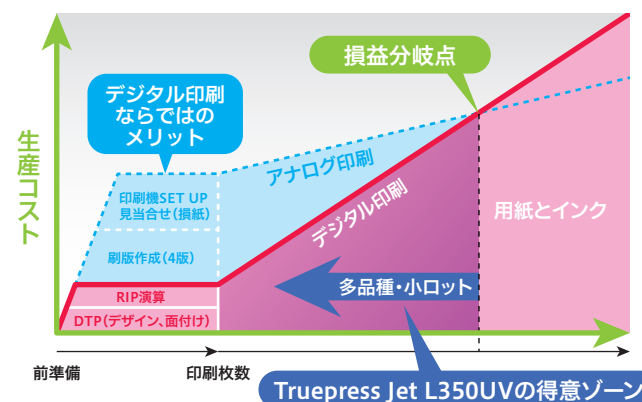 損益分岐点
デジタル印刷
ならではの
メリット
生産コスト
アナログ印刷
デジタル印刷
用紙とインク
印刷機SET UP
見当合せ（損紙）
刷版作成（4版）
多品種・小ロット
RIP演算
DTP（デザイン、面付け）
前準備
印刷枚数
Truepress Jet L350UVの得意ゾーン